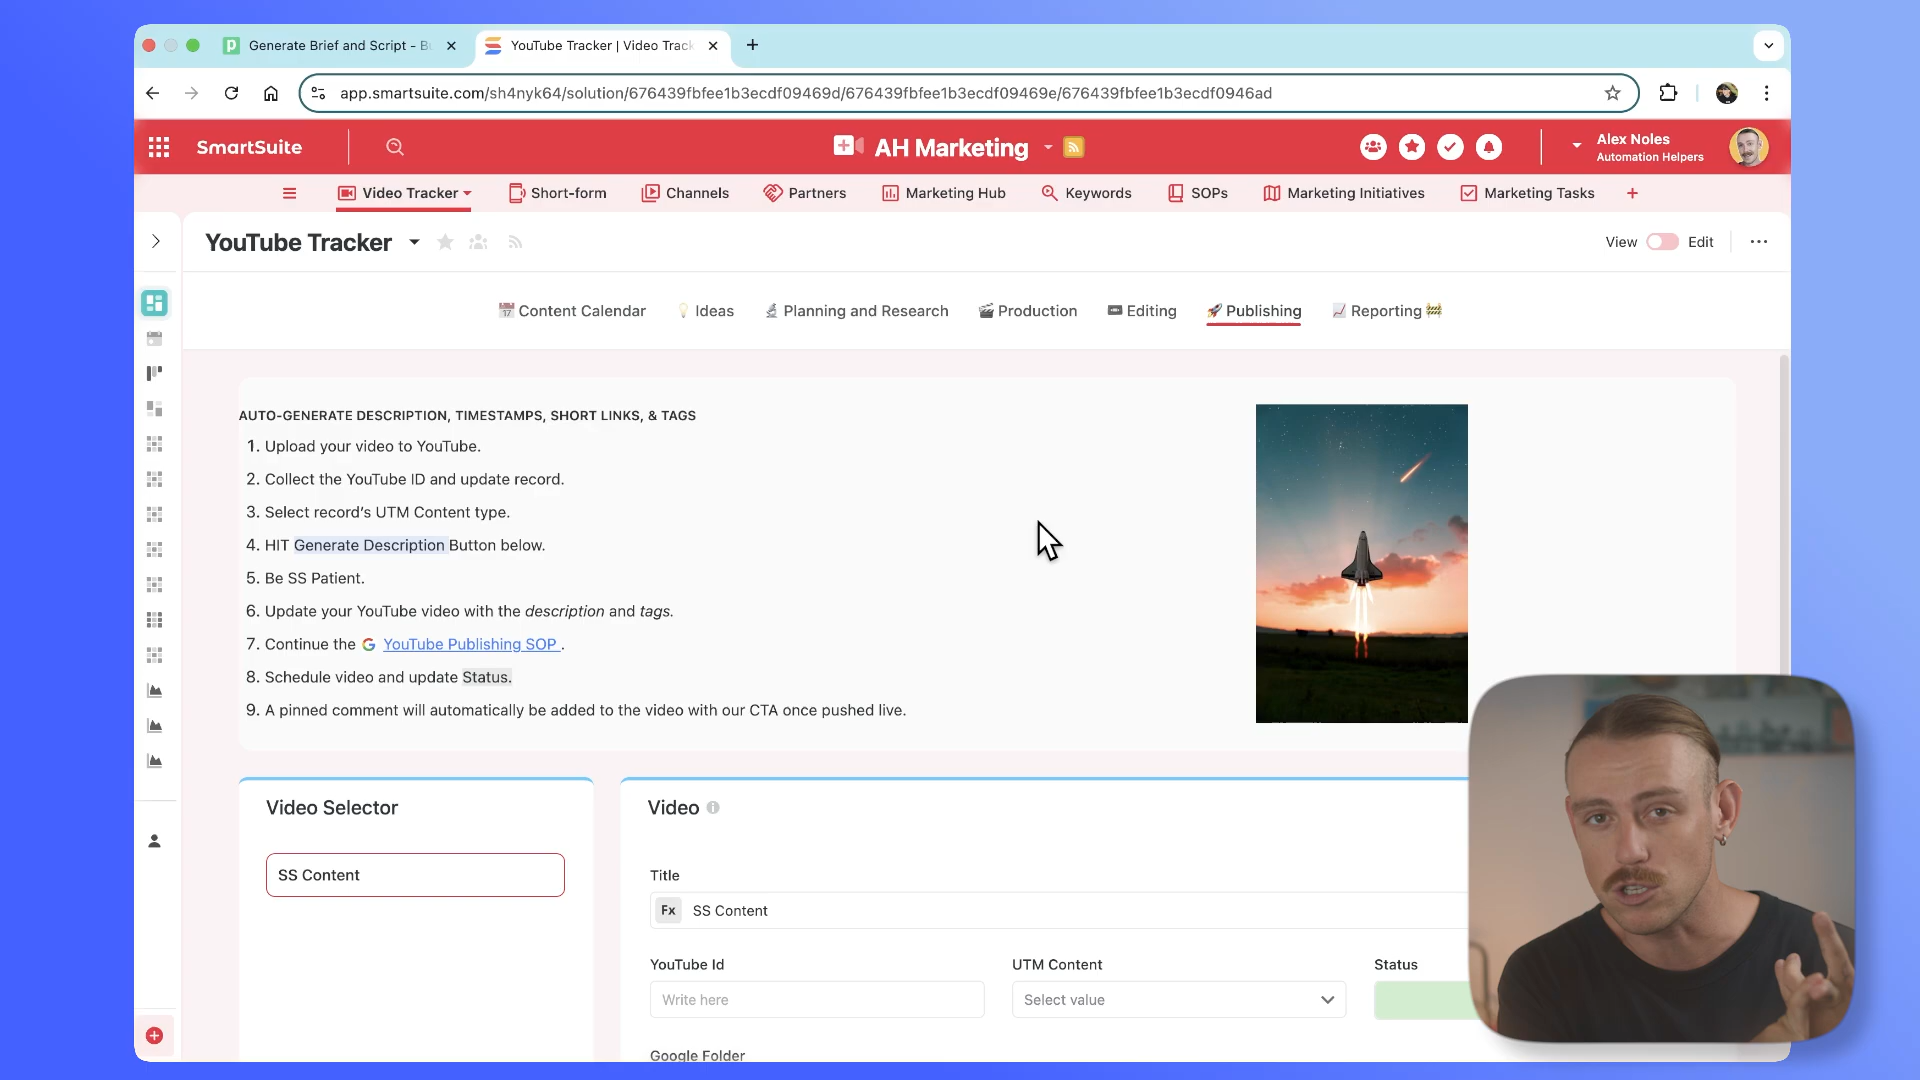 Generate Brief and Script - B
YouTube Tracker | Video Track
app.smartsuite.com/sh4nyk64/solution/676439fbfee1b3ecdf09469d/676439fbfee1b3ecdf09469e/676439fbfee1b3ecdf0946ad
SmartSuite
AH Marketing
Alex Noles
Automation Helpers
Video Tracker
Short-form
Channels
Partners
Marketing Hub
Keywords
SOPs
Marketing Initiatives
Marketing Tasks
YouTube Tracker
View
Edit
Content Calendar
Ideas
Planning and Research
Production
Editing
Publishing
Reporting
AUTO-GENERATE DESCRIPTION, TIMESTAMPS, SHORT LINKS, & TAGS
1. Upload your video to YouTube.
2. Collect the YouTube ID and update record.
3. Select record's UTM Content type.
4. HIT Generate Description Button below.
5. Be SS Patient.
6. Update your YouTube video with the description and tags.
7. Continue the YouTube Publishing SOP .
8. Schedule video and update Status.
9. A pinned comment will automatically be added to the video with our CTA once pushed live.
Video Selector
SS Content
Video
Title
Fx SS Content
YouTube Id
UTM Content
Status
Write here
Select value
Google Folder